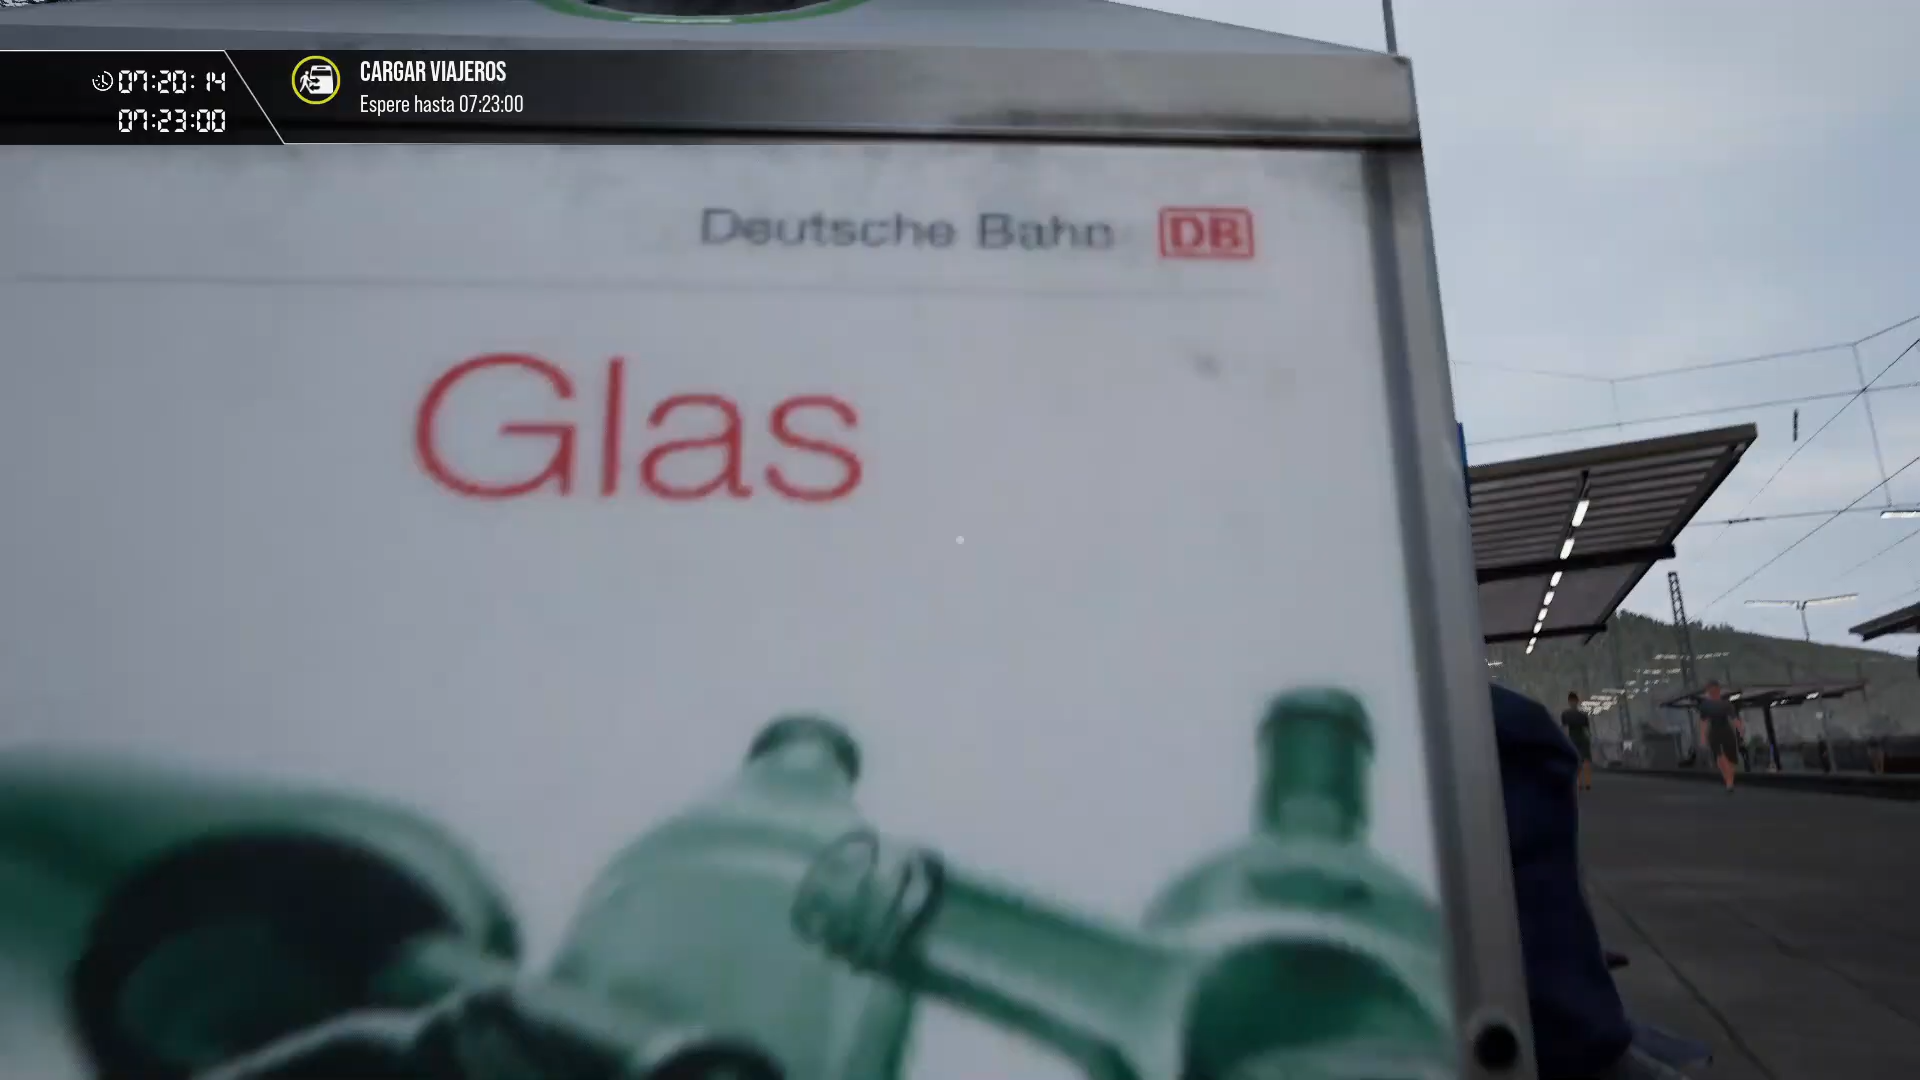 07:20:14
07:23:00
CARGAR VIAJEROS
Espere hasta 07:23:00
Deutsche Bahn DB
Glas